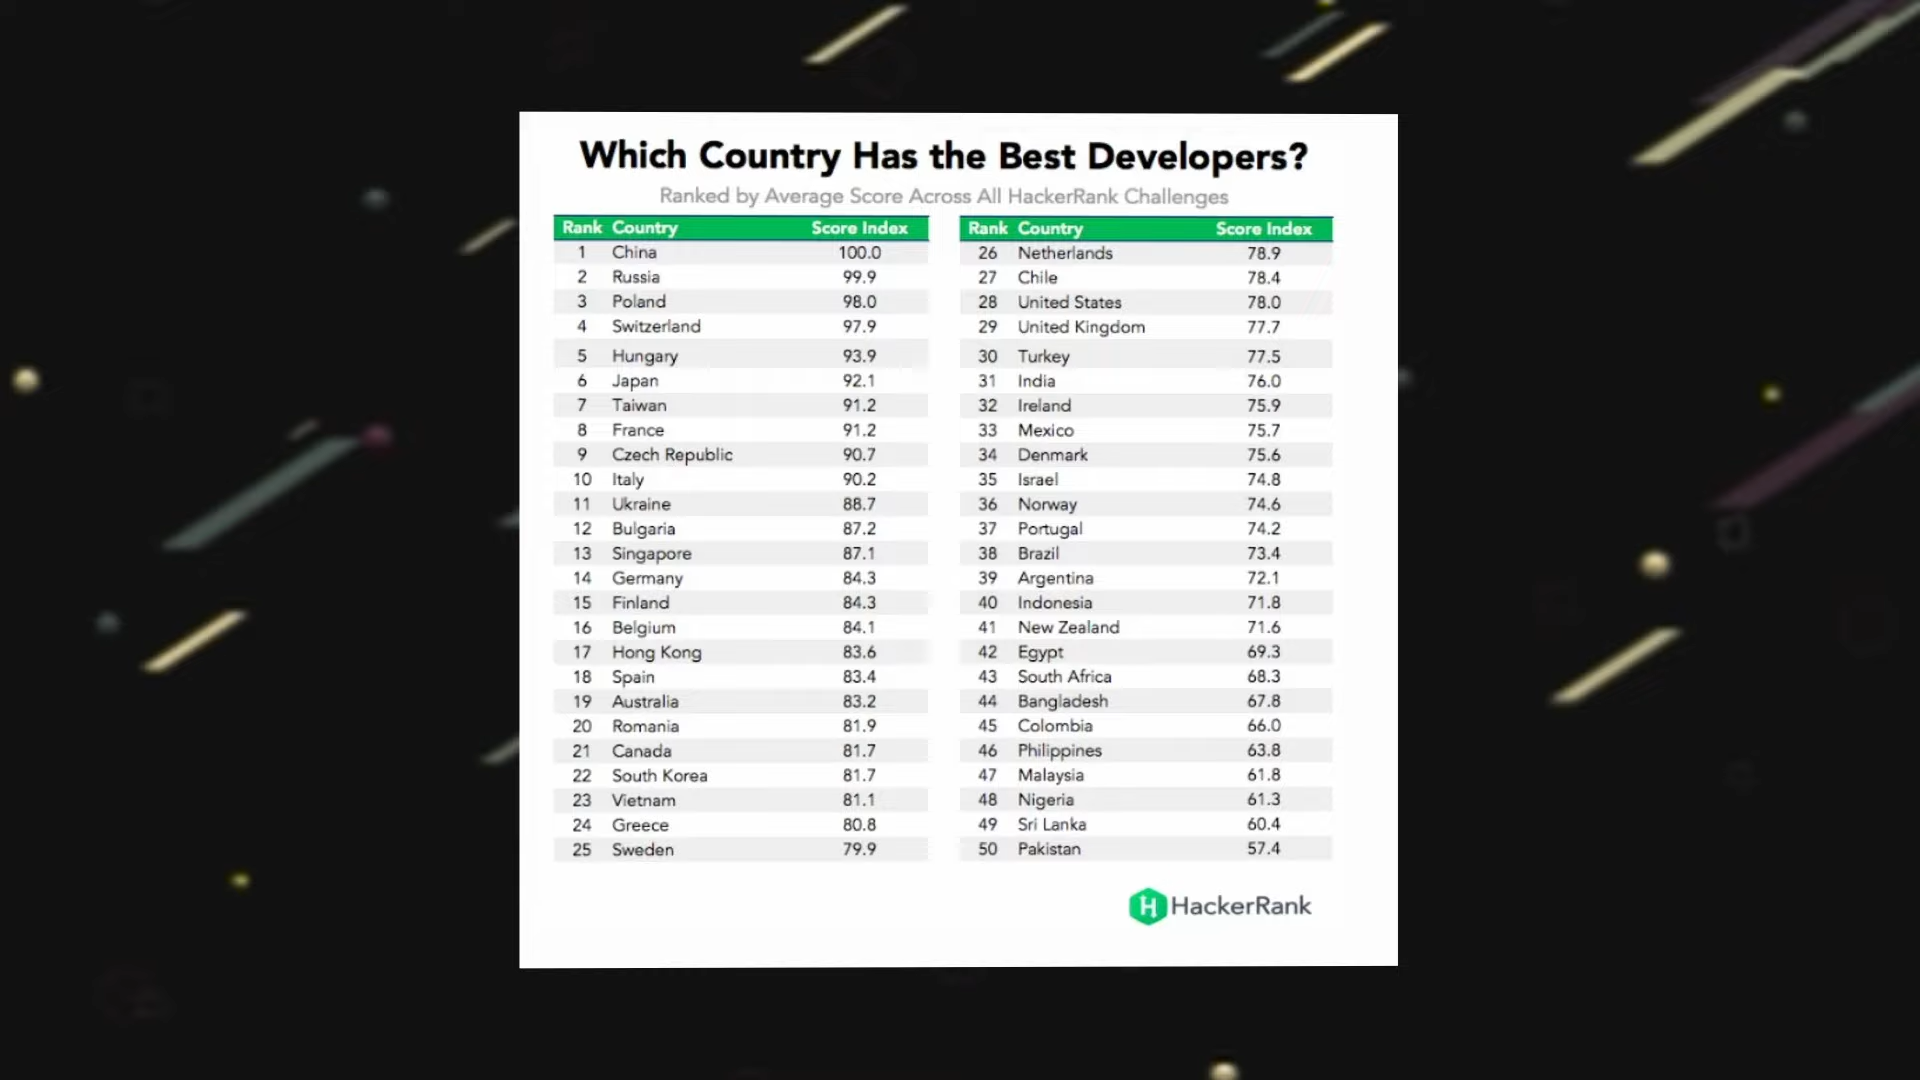 Which Country Has the Best Developers?
Ranked by Average Score Across All HackerRank Challenges
Rank Country Score Index
1 China 100.0
2 Russia 99.9
3 Poland 98.0
4 Switzerland 97.9
5 Hungary 93.9
6 Japan 92.1
7 Taiwan 91.2
8 France 91.2
9 Czech Republic 90.7
10 Italy 90.2
11 Ukraine 88.7
12 Bulgaria 87.2
13 Singapore 87.1
14 Germany 84.3
15 Finland 84.3
16 Belgium 84.1
17 Hong Kong 83.6
18 Spain 83.4
19 Australia 83.2
20 Romania 81.9
21 Canada 81.7
22 South Korea 81.7
23 Vietnam 81.1
24 Greece 80.8
25 Sweden 79.9
Rank Country Score Index
26 Netherlands 78.9
27 Chile 78.4
28 United States 78.0
29 United Kingdom 77.7
30 Turkey 77.5
31 India 76.0
32 Ireland 75.9
33 Mexico 75.7
34 Denmark 75.6
35 Israel 74.8
36 Norway 74.6
37 Portugal 74.2
38 Brazil 73.4
39 Argentina 72.1
40 Indonesia 71.8
41 New Zealand 71.6
42 Egypt 69.3
43 South Africa 68.3
44 Bangladesh 67.8
45 Colombia 66.0
46 Philippines 63.8
47 Malaysia 61.8
48 Nigeria 61.3
49 Sri Lanka 60.4
50 Pakistan 57.4
H HackerRank